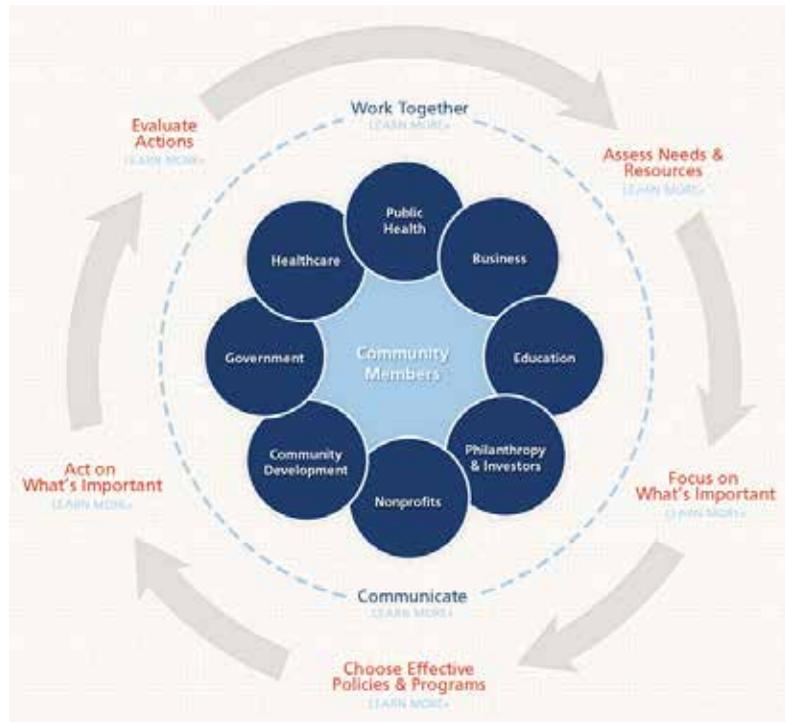 Work Together
LEARN MORE»
Evaluate
Actions
LEARN MORE»
Assess Needs &
Resources
LEARN MORE»
Public
Health
Healthcare
Business
Government
Community
Members
Education
Community
Development
Philanthropy
& Investors
Nonprofits
Act on
What's Important
LEARN MORE»
Focus on
What's Important
LEARN MORE»
Communicate
LEARN MORE»
Choose Effective
Policies & Programs
LEARN MORE»